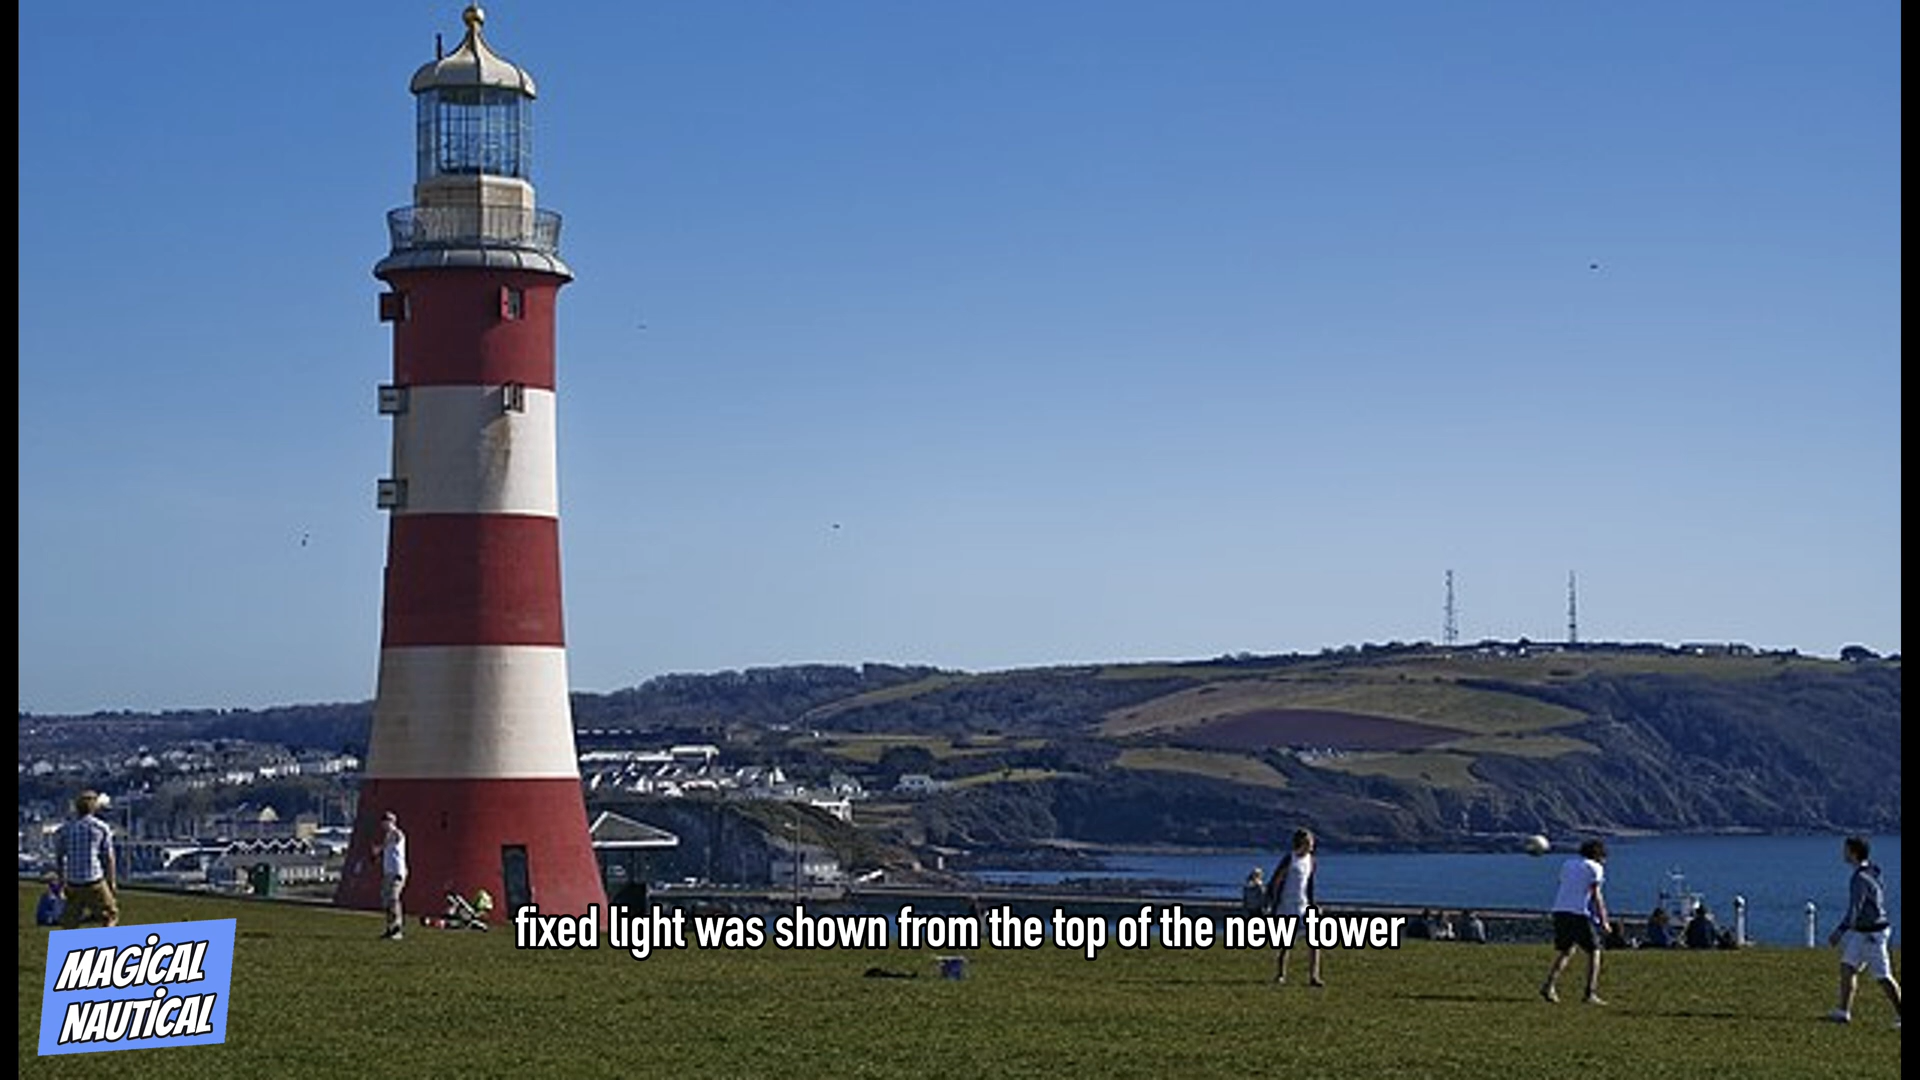 fixed light was shown from the top of the new tower
MAGICAL
NAUTICAL